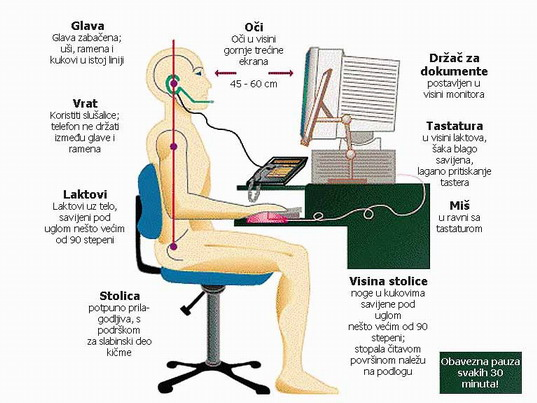 Glava
Glava zabačena;
uši, ramena i
kukovi u istoj liniji
Oči
Oči u visini
gornje trećine
ekrana
45 - 60 cm
Držač za
dokumente
postavljen u
visini monitora
Vrat
Koristiti slušalice;
telefon ne držati
između glave i
ramena
Tastatura
u visini laktova,
šaka blago
savijena,
lagano pritiskanje
tastera
Laktovi
Laktovi uz telo,
savijeni pod
uglom nešto većim
od 90 stepeni
Miš
u ravni sa
tastaturom
Stolica
potpuno prila-
godljiva, s
podrškom
za slabinski deo
kičme
Visina stolice
noge u kukovima
savijene pod
uglom
nešto većim od 90
stepeni;
stopala čitavom
površinom naležu
na podlogu
Obavezna pauza
svakih 30
minuta!